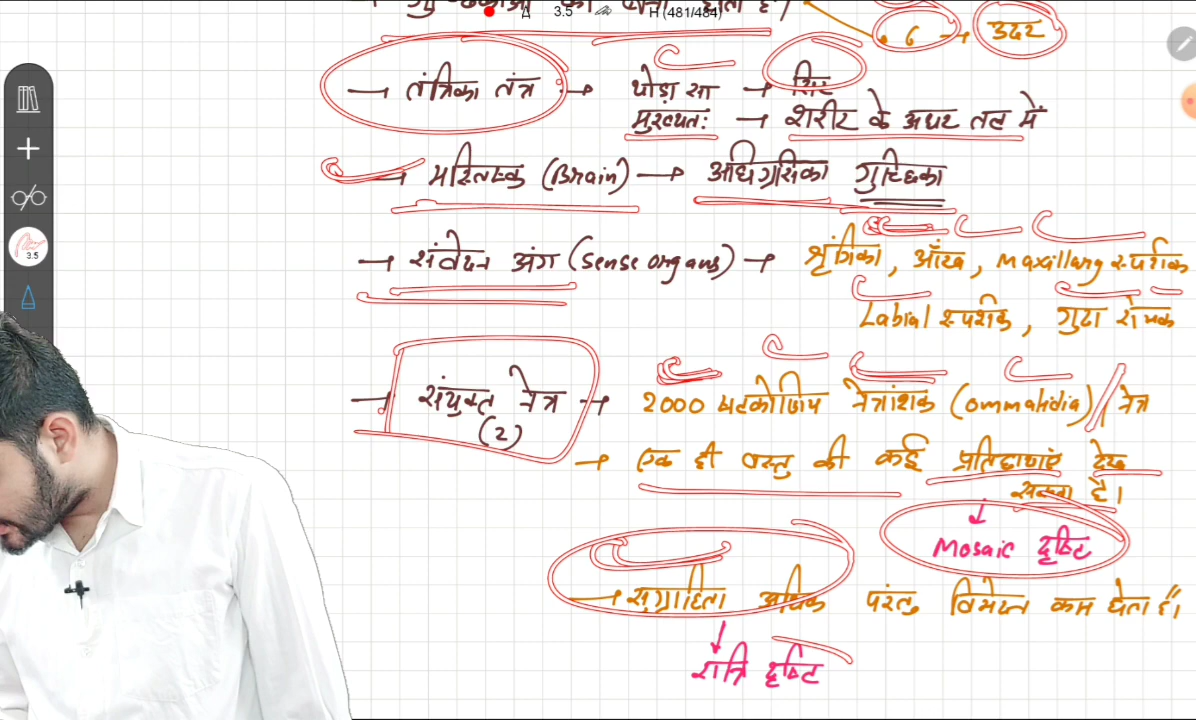 3.5 H (481/484)
गु का होता है।
6 → उदर
→ तंत्रिका तंत्र → थोड़ा सा → सिर
मुख्यतः → शरीर के अधर तल में
→ मस्तिष्क (Brain) → अधिग्रसिका गुच्छिका
→ संवेदन अंग (Sense organs) → श्रृंगिका, आँख, maxillary स्पर्शक
Labial स्पर्शक, गुदा रोमक
3.5
→ संयुक्त नेत्र → 2000 षटकोणीय नेत्रांशक (ommatidia) / नेत्र
(2)
→ एक ही वस्तु की कई प्रतिछायाएं देख
सकता है।
↓
Mosaic दृष्टि
→ सुग्राहिता अधिक परंतु विभेदन कम होता है।
↓
रात्रि दृष्टि